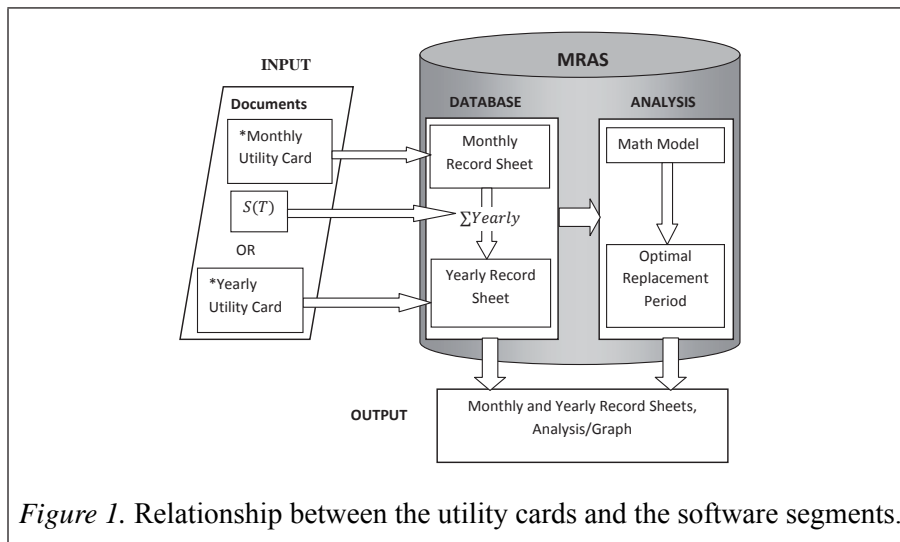 MRAS
INPUT
Documents
*Monthly
Utility Card
S(T)
OR
*Yearly
Utility Card
DATABASE
Monthly
Record Sheet
∑Yearly
Yearly Record
Sheet
ANALYSIS
Math Model
Optimal
Replacement
Period
OUTPUT
Monthly and Yearly Record Sheets,
Analysis/Graph
Figure 1. Relationship between the utility cards and the software segments.